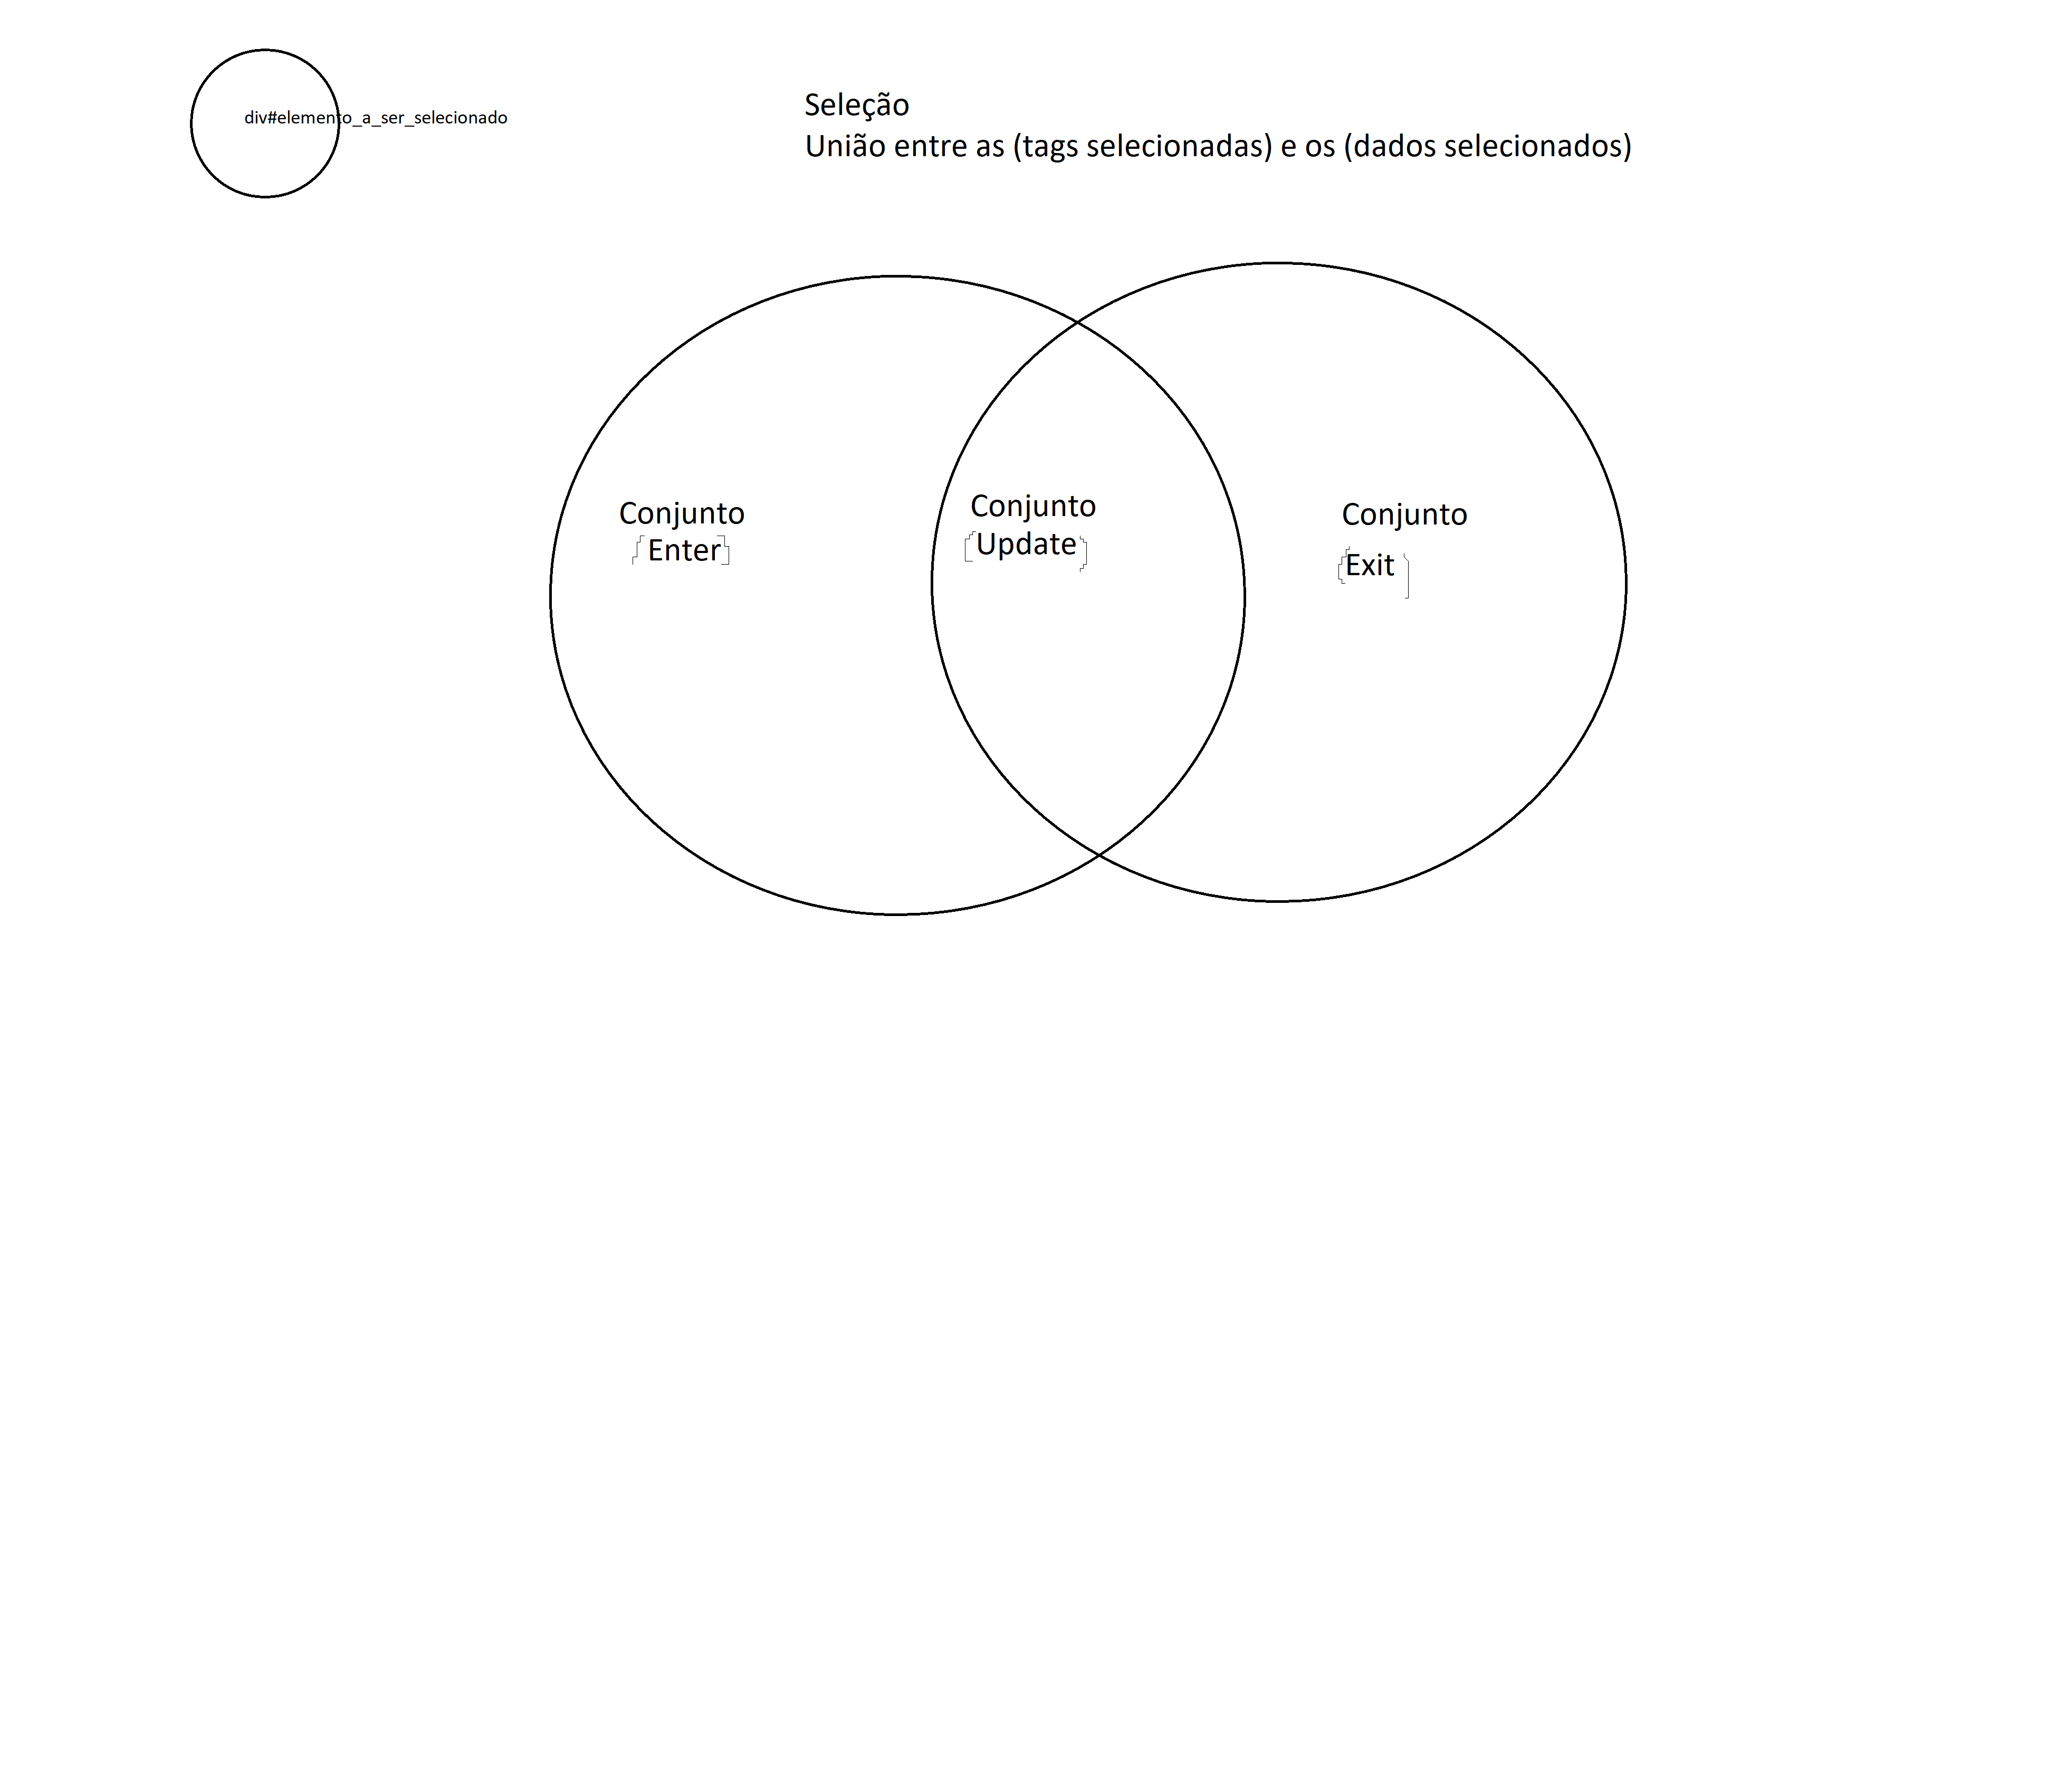 div#elemento_a_ser_selecionado
Seleção
União entre as (tags selecionadas) e os (dados selecionados)
Conjunto
Enter
Conjunto
Update
Conjunto
Exit